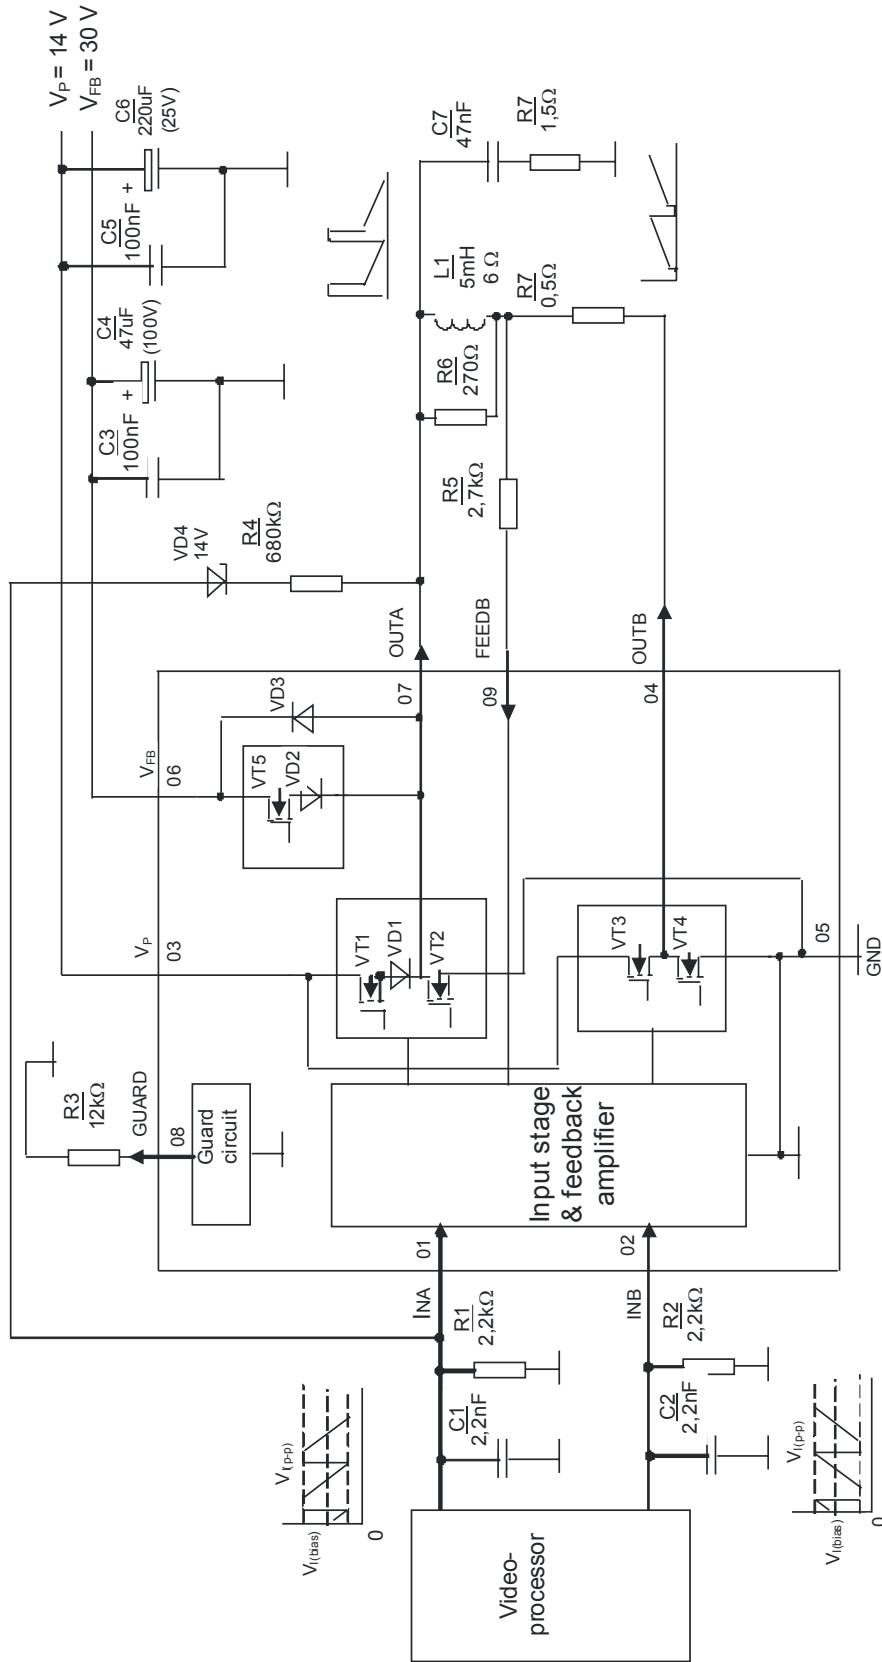 V_P = 14 V
V_FB = 30 V
C6
220uF
(25V)
+
C5
100nF
C4
47uF
(100V)
+
C3
100nF
C7
47nF
R7
1,5Ω
L1
5mH
6 Ω
R7
0,5Ω
R6
270Ω
R5
2,7kΩ
VD4
14V
R4
680kΩ
OUTA
FEEDB
OUTB
07
09
04
VD3
V_FB
06
VT5
VD2
V_P
03
VT1
VD1
VT2
VT3
VT4
05
GND
R3
12kΩ
GUARD
08
Guard
circuit
Input stage
& feedback
amplifier
01
02
INA
INB
R1
2,2kΩ
R2
2,2kΩ
C1
2,2nF
C2
2,2nF
V_I(p-p)
V_I(bias)
0
V_I(p-p)
V_I(bias)
0
Video-
processor